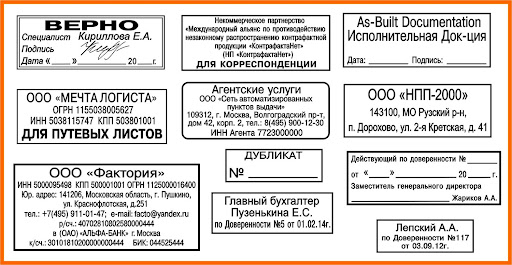 ВЕРНО
Специалист Кириллова Е.А.
Подпись
Дата «___» ______ 20___ г.
Некоммерческое партнерство
«Международный альянс по противодействию
незаконному распространению контрафактной
продукции «КонтрафактаНет»
(НП «КонтрафактаНет»)
ДЛЯ КОРРЕСПОНДЕНЦИИ
As-Built Documentation
Исполнительная Док-ция
Дата: ________ Подпись: ________
ООО «МЕЧТА ЛОГИСТА»
ОГРН 1155038005627
ИНН 5038115747 КПП 503801001
ДЛЯ ПУТЕВЫХ ЛИСТОВ
Агентские услуги
ООО «Сеть автоматизированных
пунктов выдачи»
109312, г. Москва, Волгоградский пр-т,
дом 42, корп. 2, тел.: 8(495) 900-12-30
ИНН Агента 7723000000
ООО «НПП-2000»
143100, МО Рузский р-н,
п. Дорохово, ул. 2-я Кретская, д. 41
ООО «Фактория»
ИНН 5000095498 КПП 500001001 ОГРН 1125000016400
Юр. адрес: 141206, Московская область, г. Пушкино,
ул. Краснофлотская, д.251
тел.: +7(495) 911-01-47; e-mail: facto@yandex.ru
р/сч.: 40702810802580000444
в (ОАО) «АЛЬФА-БАНК» г. Москва
к/сч.: 30101810200000000444 БИК: 044525444
ДУБЛИКАТ
№ ________
Действующий по доверенности № ________
от «___» ________ 20___ г.
Заместитель генерального директора
________ Жариков А.А.
Главный бухгалтер
Пузенькина Е.С.
по Доверенности №5 от 01.02.14г.
Лепский А.А.
по Доверенности №117
от 03.09.12г.